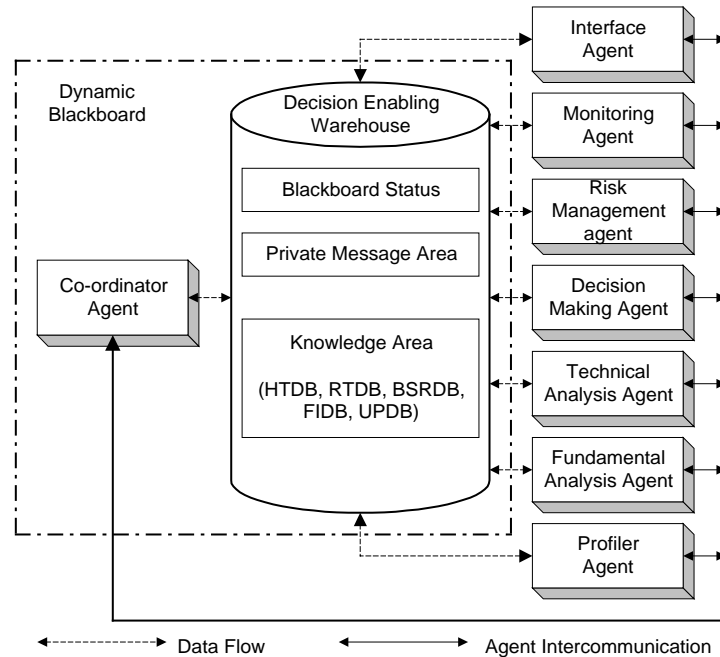 Dynamic
Blackboard
Decision Enabling
Warehouse
Blackboard Status
Private Message Area
Co-ordinator
Agent
Knowledge Area
(HTDB, RTDB, BSRDB,
FIDB, UPDB)
Interface
Agent
Monitoring
Agent
Risk
Management
agent
Decision
Making Agent
Technical
Analysis Agent
Fundamental
Analysis Agent
Profiler
Agent
Data Flow
Agent Intercommunication